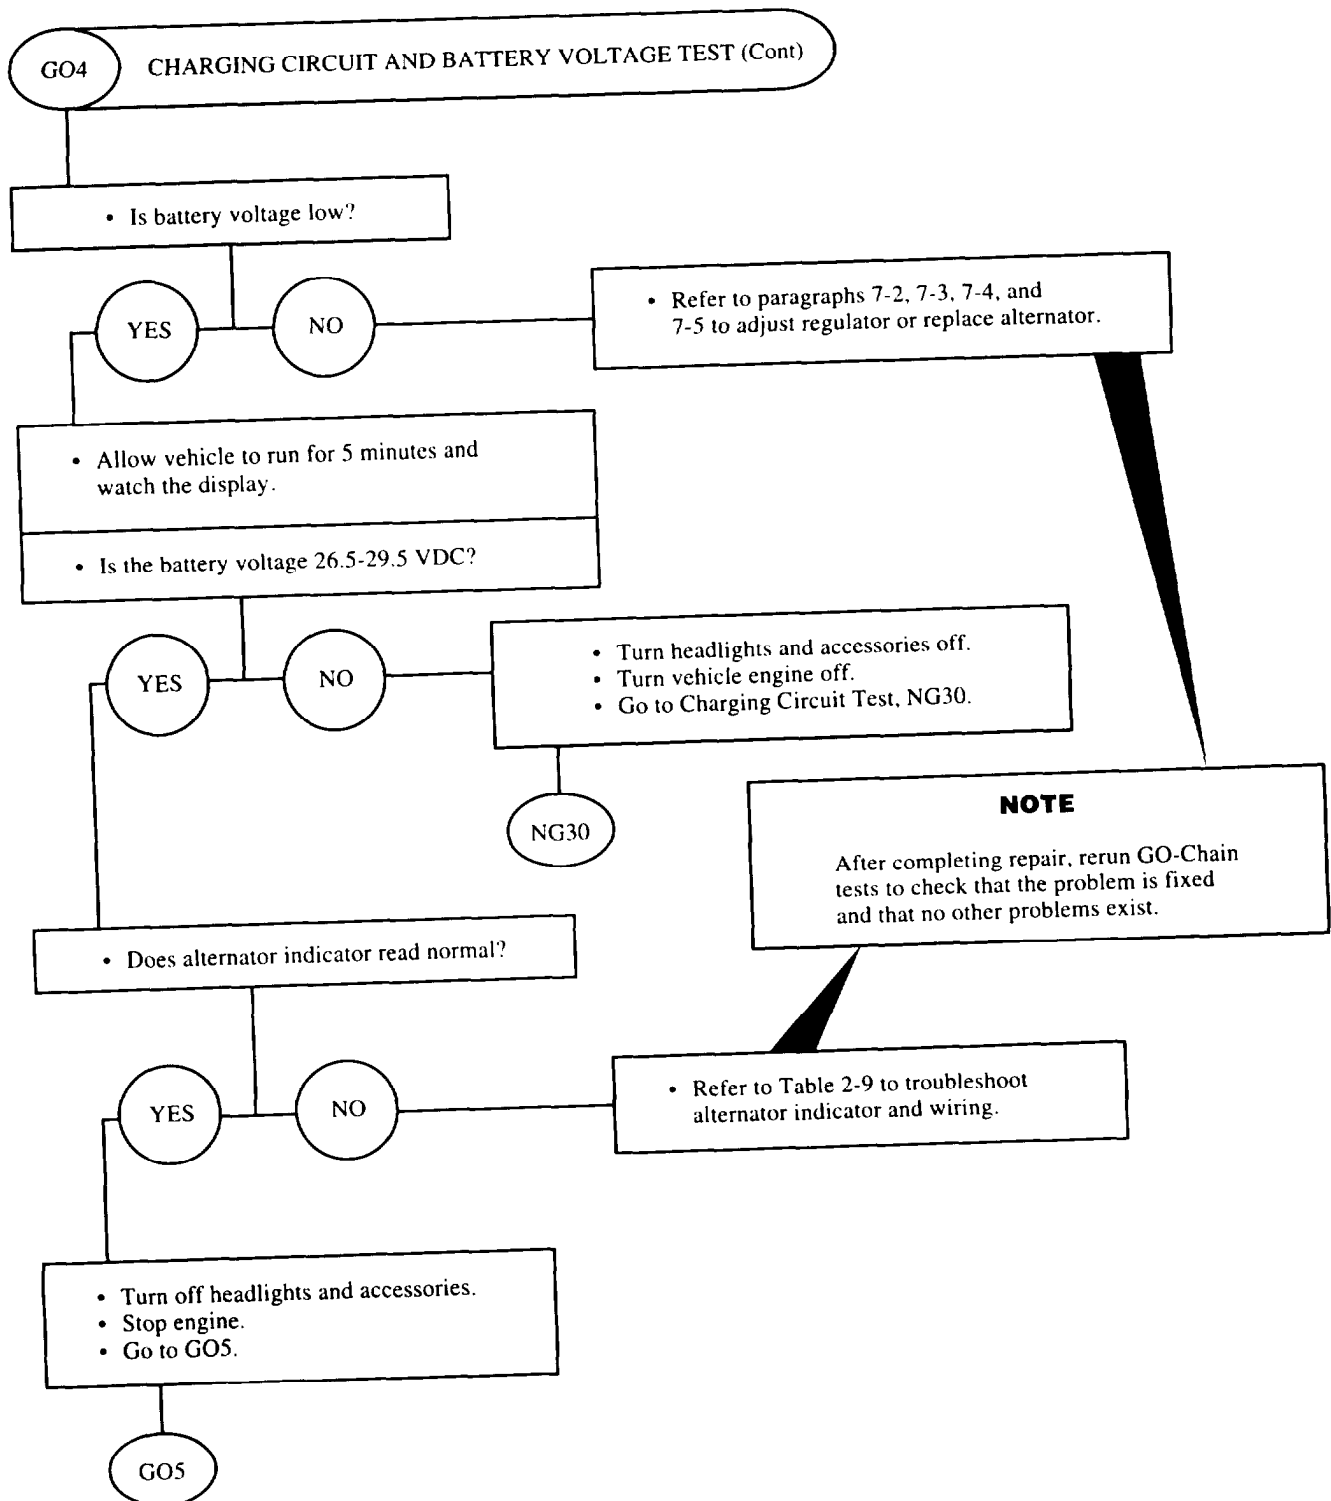 GO4
CHARGING CIRCUIT AND BATTERY VOLTAGE TEST (Cont)
• Is battery voltage low?
YES
NO
• Refer to paragraphs 7-2, 7-3, 7-4, and
7-5 to adjust regulator or replace alternator.
• Allow vehicle to run for 5 minutes and
watch the display.
• Is the battery voltage 26.5-29.5 VDC?
YES
NO
• Turn headlights and accessories off.
• Turn vehicle engine off.
• Go to Charging Circuit Test, NG30.
NG30
NOTE
After completing repair, rerun GO-Chain
tests to check that the problem is fixed
and that no other problems exist.
• Does alternator indicator read normal?
YES
NO
• Refer to Table 2-9 to troubleshoot
alternator indicator and wiring.
• Turn off headlights and accessories.
• Stop engine.
• Go to GO5.
GO5